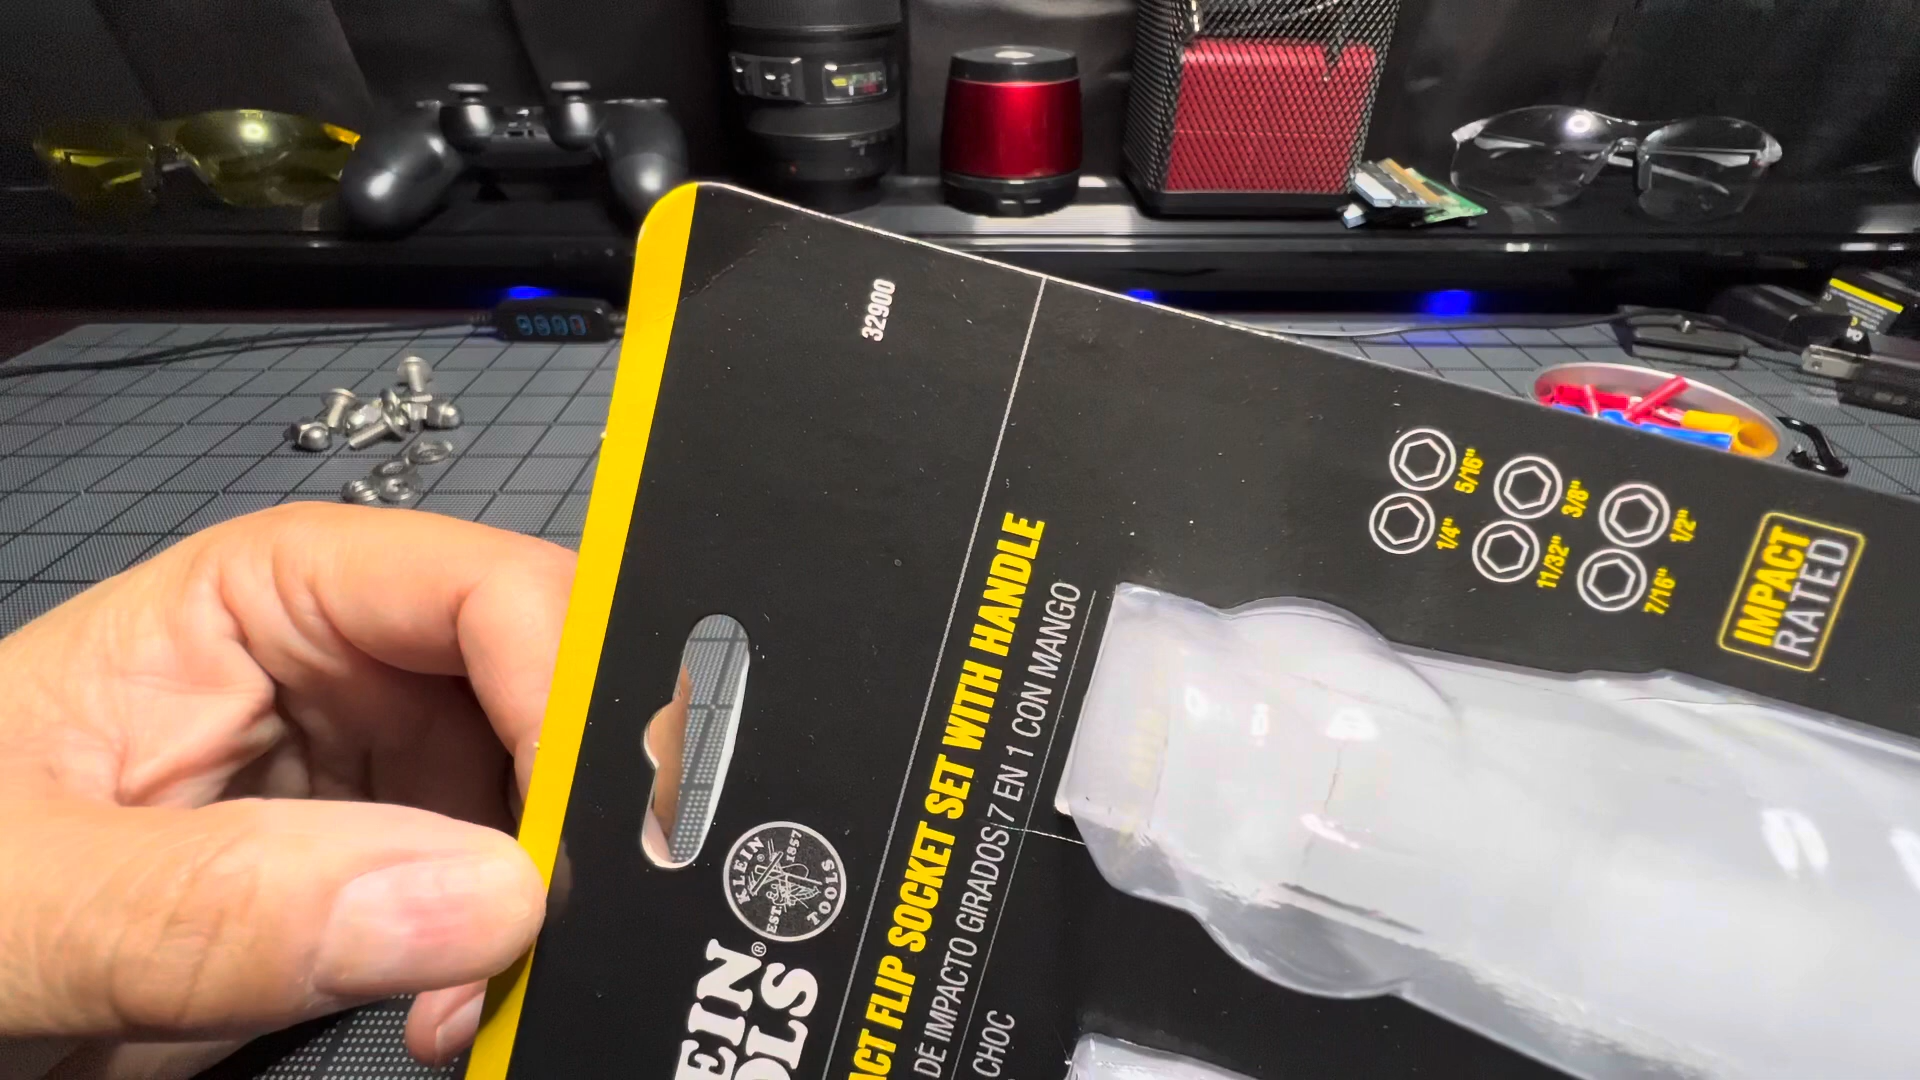 32900
KLEIN
EST. 1857
TOOLS
EIN®
OLS
ACT FLIP SOCKET SET WITH HANDLE
DE IMPACTO GIRADOS 7 EN 1 CON MANGO
CHOC
5/16" 3/8" 1/2"
1/4" 11/32" 7/16"
IMPACT
RATED